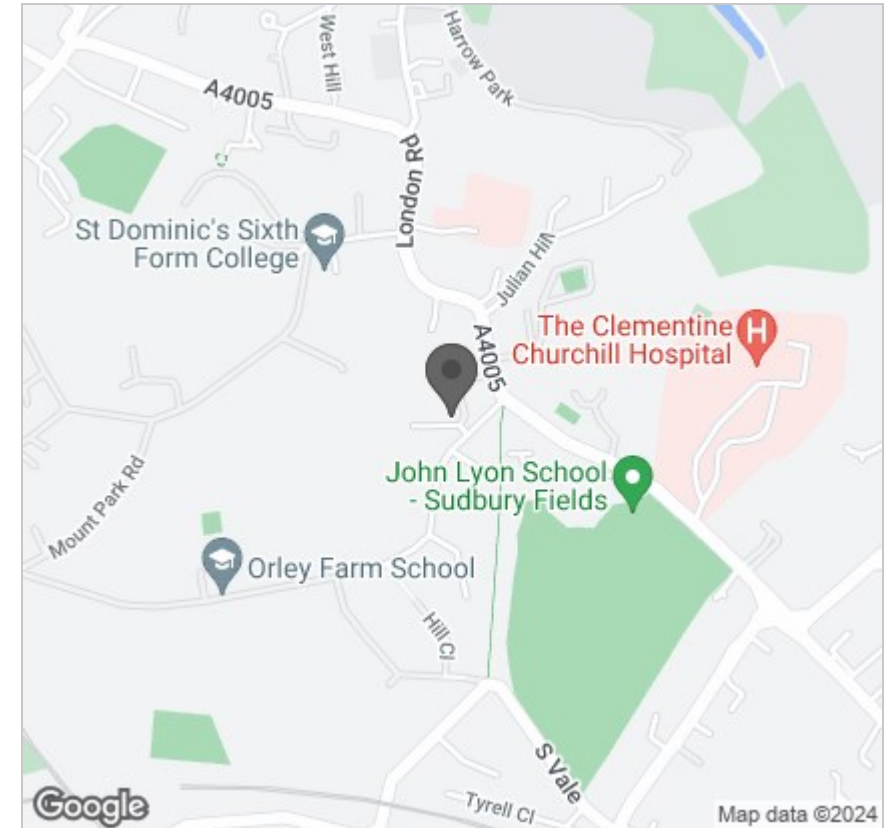 West Hill
Harrow Park
A4005
London Rd
St Dominic's Sixth
Form College
Julian Hill
A4005
The Clementine
Churchill Hospital
H
John Lyon School
- Sudbury Fields
Mount Park Rd
Orley Farm School
Hill Cl
S Vale
Tyrell Cl
Google
Map data ©2024